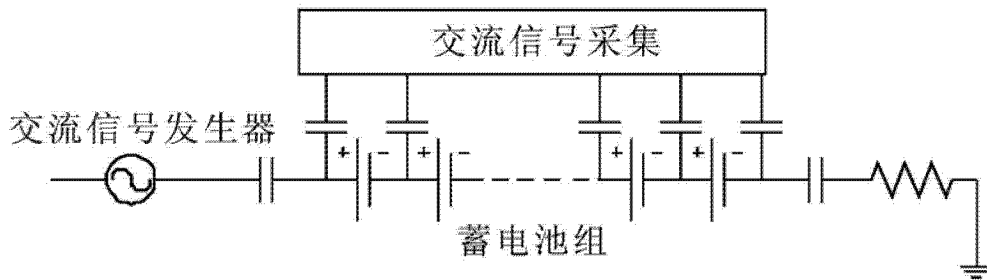 交流信号采集
交流信号发生器
+ - + - + - + -
蓄电池组